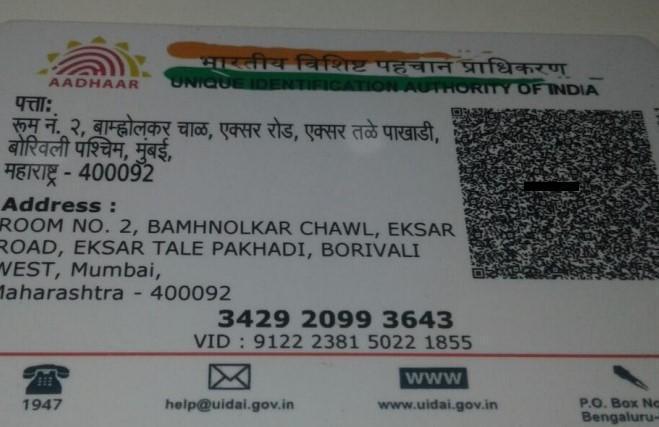 भारतीय विशिष्ट पहचान प्राधिकरण
AADHAAR
UNIQUE IDENTIFICATION AUTHORITY OF INDIA
पत्ता:
रूम नं. २, बाम्होलकर चाळ, एक्सर रोड, एक्सर तळे पाखाडी,
बोरिवली पश्चिम, मुंबई,
महाराष्ट्र - 400092
Address :
ROOM NO. 2, BAMHNOLKAR CHAWL, EKSAR
ROAD, EKSAR TALE PAKHADI, BORIVALI
WEST, Mumbai,
Maharashtra - 400092
3429 2099 3643
VID : 9122 2381 5022 1855
1947
help@uidai.gov.in
WWW
www.uidai.gov.in
P.O. Box No
Bengaluru-